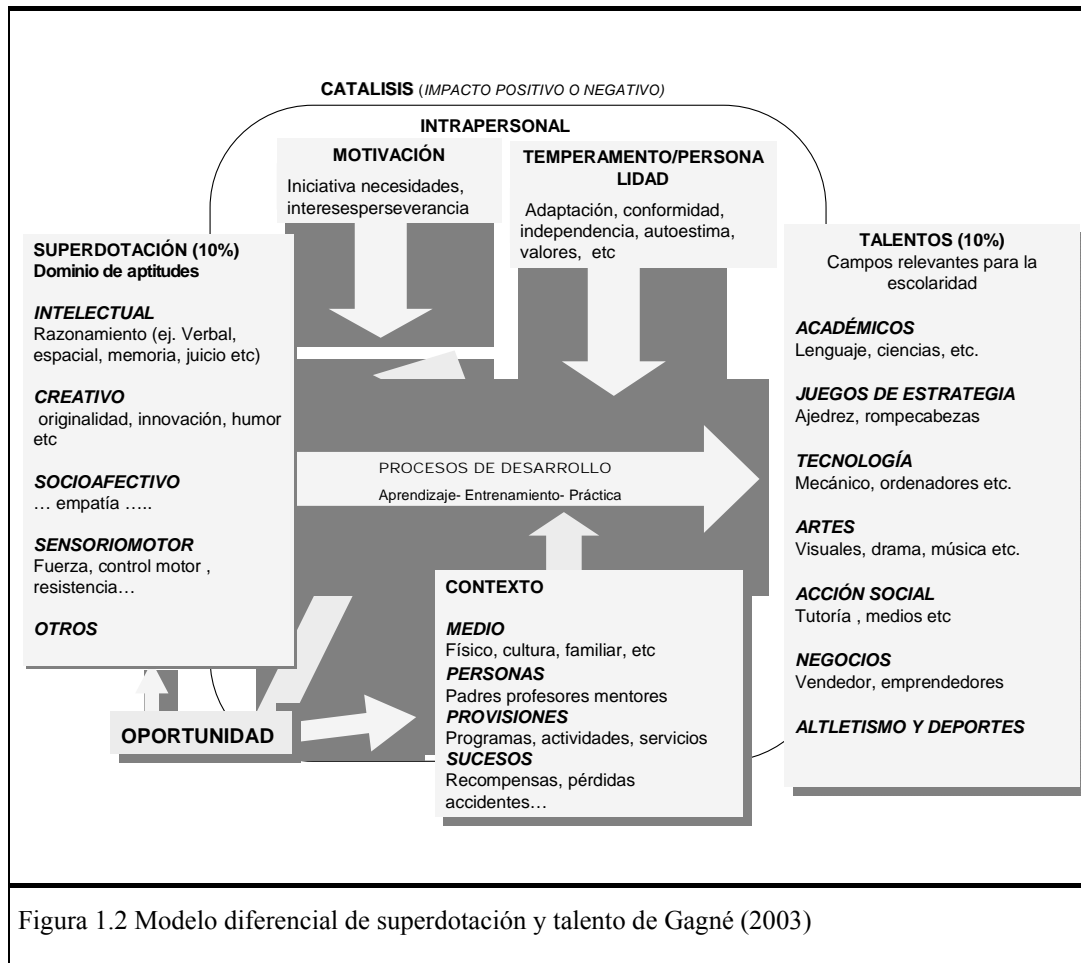 CATALISIS (IMPACTO POSITIVO O NEGATIVO)
INTRAPERSONAL
MOTIVACIÓN
Iniciativa necesidades,
interesesperseverancia
TEMPERAMENTO/PERSONA
LIDAD
Adaptación, conformidad,
independencia, autoestima,
valores, etc
SUPERDOTACIÓN (10%)
Dominio de aptitudes
INTELECTUAL
Razonamiento (ej. Verbal,
espacial, memoria, juicio etc)
CREATIVO
originalidad, innovación, humor
etc
SOCIOAFECTIVO
… empatía …..
SENSORIOMOTOR
Fuerza, control motor ,
resistencia…
OTROS
OPORTUNIDAD
PROCESOS DE DESARROLLO
Aprendizaje- Entrenamiento- Práctica
CONTEXTO
MEDIO
Físico, cultura, familiar, etc
PERSONAS
Padres profesores mentores
PROVISIONES
Programas, actividades, servicios
SUCESOS
Recompensas, pérdidas
accidentes…
TALENTOS (10%)
Campos relevantes para la
escolaridad
ACADÉMICOS
Lenguaje, ciencias, etc.
JUEGOS DE ESTRATEGIA
Ajedrez, rompecabezas
TECNOLOGÍA
Mecánico, ordenadores etc.
ARTES
Visuales, drama, música etc.
ACCIÓN SOCIAL
Tutoría , medios etc
NEGOCIOS
Vendedor, emprendedores
ALTLETISMO Y DEPORTES
Figura 1.2 Modelo diferencial de superdotación y talento de Gagné (2003)